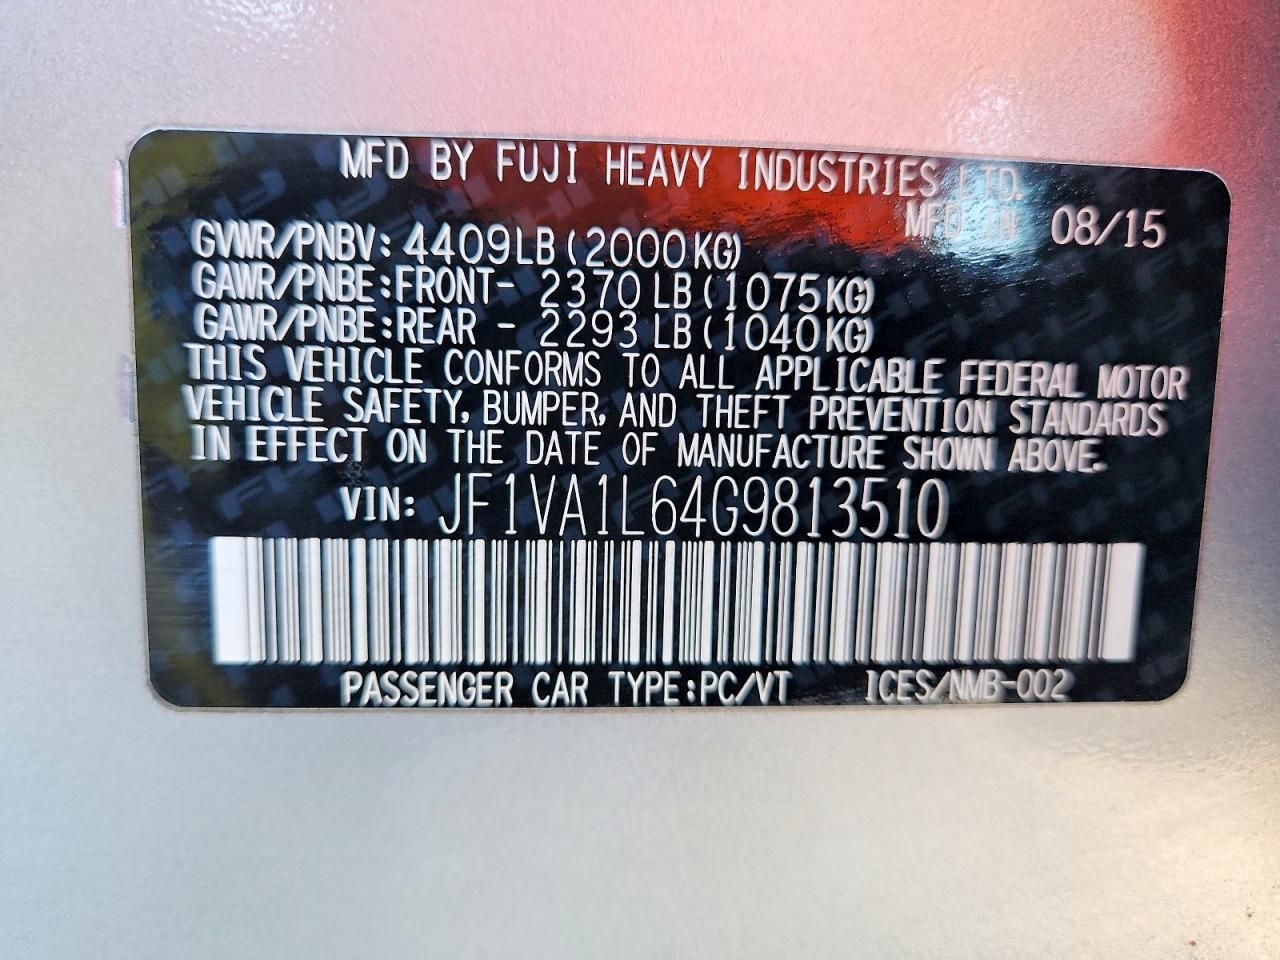 MFD BY FUJI HEAVY INDUSTRIES LTD.
MFD IN 08/15
GVWR/PNBV: 4409LB (2000KG)
GAWR/PNBE:FRONT- 2370 LB (1075KG)
GAWR/PNBE:REAR - 2293 LB (1040KG)
THIS VEHICLE CONFORMS TO ALL APPLICABLE FEDERAL MOTOR
VEHICLE SAFETY, BUMPER, AND THEFT PREVENTION STANDARDS
IN EFFECT ON THE DATE OF MANUFACTURE SHOWN ABOVE.
VIN: JF1VA1L64G9813510
PASSENGER CAR TYPE:PC/VT ICES/NMB-002